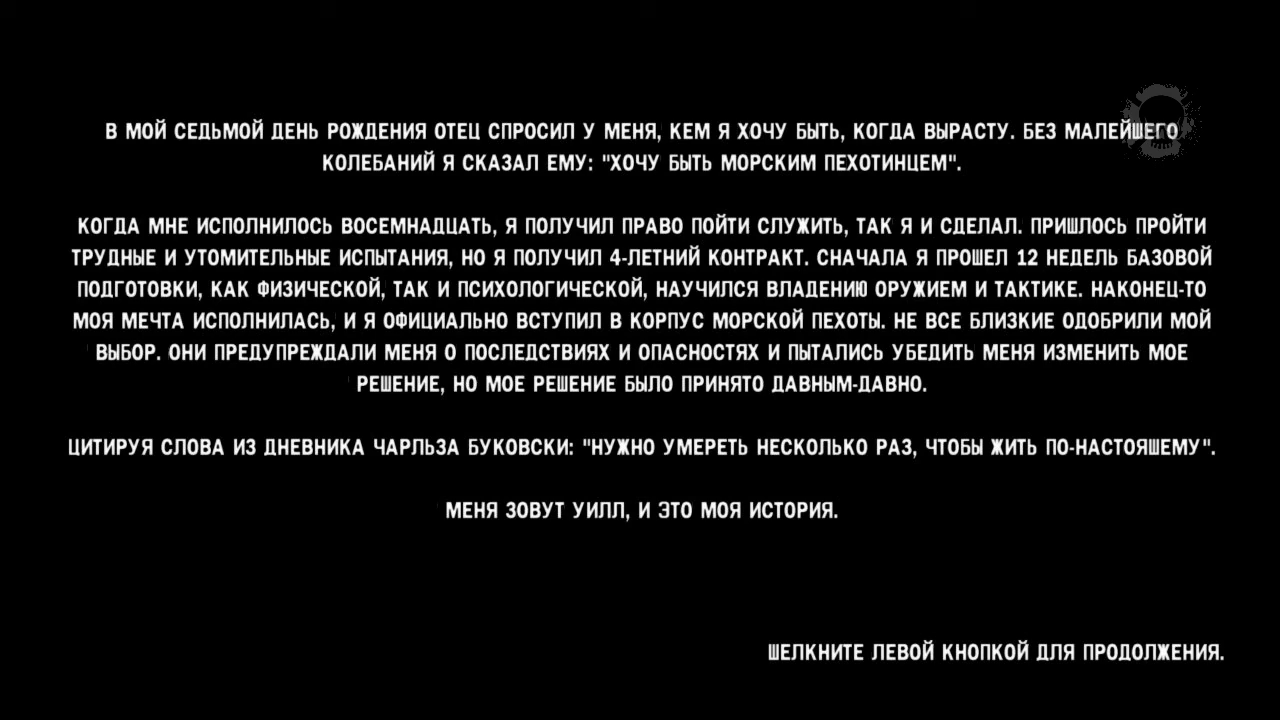 В МОЙ СЕДЬМОЙ ДЕНЬ РОЖДЕНИЯ ОТЕЦ СПРОСИЛ У МЕНЯ, КЕМ Я ХОЧУ БЫТЬ, КОГДА ВЫРАСТУ. БЕЗ МАЛЕЙШЕГО
КОЛЕБАНИЙ Я СКАЗАЛ ЕМУ: "ХОЧУ БЫТЬ МОРСКИМ ПЕХОТИНЦЕМ".
КОГДА МНЕ ИСПОЛНИЛОСЬ ВОСЕМНАДЦАТЬ, Я ПОЛУЧИЛ ПРАВО ПОЙТИ СЛУЖИТЬ, ТАК Я И СДЕЛАЛ. ПРИШЛОСЬ ПРОЙТИ
ТРУДНЫЕ И УТОМИТЕЛЬНЫЕ ИСПЫТАНИЯ, НО Я ПОЛУЧИЛ 4-ЛЕТНИЙ КОНТРАКТ. СНАЧАЛА Я ПРОШЕЛ 12 НЕДЕЛЬ БАЗОВОЙ
ПОДГОТОВКИ, КАК ФИЗИЧЕСКОЙ, ТАК И ПСИХОЛОГИЧЕСКОЙ, НАУЧИЛСЯ ВЛАДЕНИЮ ОРУЖИЕМ И ТАКТИКЕ. НАКОНЕЦ-ТО
МОЯ МЕЧТА ИСПОЛНИЛАСЬ, И Я ОФИЦИАЛЬНО ВСТУПИЛ В КОРПУС МОРСКОЙ ПЕХОТЫ. НЕ ВСЕ БЛИЗКИЕ ОДОБРИЛИ МОЙ
ВЫБОР. ОНИ ПРЕДУПРЕЖДАЛИ МЕНЯ О ПОСЛЕДСТВИЯХ И ОПАСНОСТЯХ И ПЫТАЛИСЬ УБЕДИТЬ МЕНЯ ИЗМЕНИТЬ МОЕ
РЕШЕНИЕ, НО МОЕ РЕШЕНИЕ БЫЛО ПРИНЯТО ДАВНЫМ-ДАВНО.
ЦИТИРУЯ СЛОВА ИЗ ДНЕВНИКА ЧАРЛЬЗА БУКОВСКИ: "НУЖНО УМЕРЕТЬ НЕСКОЛЬКО РАЗ, ЧТОБЫ ЖИТЬ ПО-НАСТОЯШЕМУ".
МЕНЯ ЗОВУТ УИЛЛ, И ЭТО МОЯ ИСТОРИЯ.
ШЕЛКНИТЕ ЛЕВОЙ КНОПКОЙ ДЛЯ ПРОДОЛЖЕНИЯ.